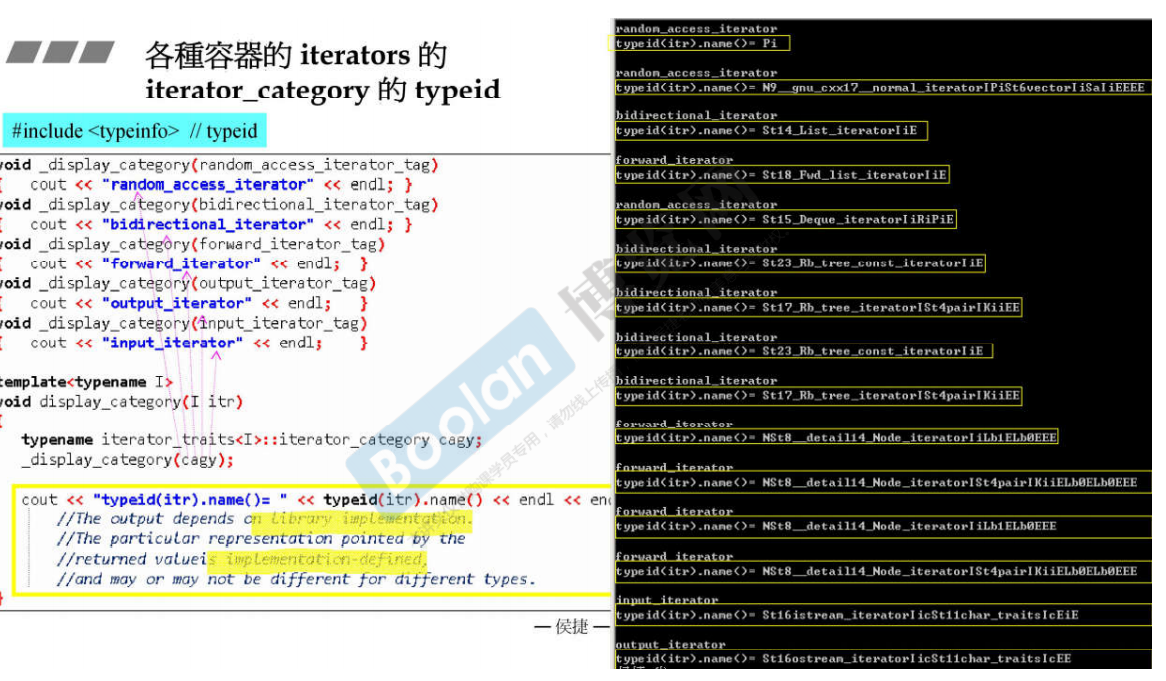 各種容器的 iterators 的
iterator_category 的 typeid
#include <typeinfo> // typeid
void _display_category(random_access_iterator_tag)
{ cout << "random_access_iterator" << endl; }
void _display_category(bidirectional_iterator_tag)
{ cout << "bidirectional_iterator" << endl; }
void _display_category(forward_iterator_tag)
{ cout << "forward_iterator" << endl; }
void _display_category(output_iterator_tag)
{ cout << "output_iterator" << endl; }
void _display_category(input_iterator_tag)
{ cout << "input_iterator" << endl; }
template<typename I>
void display_category(I itr)
{
typename iterator_traits<I>::iterator_category cagy;
_display_category(cagy);
cout << "typeid(itr).name()= " << typeid(itr).name() << endl << en
//The output depends on library implementation.
//The particular representation pointed by the
//returned valueis implementation-defined,
//and may or may not be different for different types.
}
— 侯捷 —
random_access_iterator
typeid(itr).name()= Pi
random_access_iterator
typeid(itr).name()= N9__gnu_cxx17__normal_iteratorIPiSt6vectorIiSaIiEEEE
bidirectional_iterator
typeid(itr).name()= St14_List_iteratorIiE
forward_iterator
typeid(itr).name()= St18_Fwd_list_iteratorIiE
random_access_iterator
typeid(itr).name()= St15_Deque_iteratorIiRiPiE
bidirectional_iterator
typeid(itr).name()= St23_Rb_tree_const_iteratorIiE
bidirectional_iterator
typeid(itr).name()= St17_Rb_tree_iteratorISt4pairIKiiEE
bidirectional_iterator
typeid(itr).name()= St23_Rb_tree_const_iteratorIiE
bidirectional_iterator
typeid(itr).name()= St17_Rb_tree_iteratorISt4pairIKiiEE
forward_iterator
typeid(itr).name()= NSt8__detail14_Node_iteratorIiLb1ELb0EEE
forward_iterator
typeid(itr).name()= NSt8__detail14_Node_iteratorISt4pairIKiiELb0ELb0EEE
forward_iterator
typeid(itr).name()= NSt8__detail14_Node_iteratorIiLb1ELb0EEE
forward_iterator
typeid(itr).name()= NSt8__detail14_Node_iteratorISt4pairIKiiELb0ELb0EEE
input_iterator
typeid(itr).name()= St16istream_iteratorIicSt11char_traitsIcEiE
output_iterator
typeid(itr).name()= St16ostream_iteratorIicSt11char_traitsIcEE
Boolan
博览网